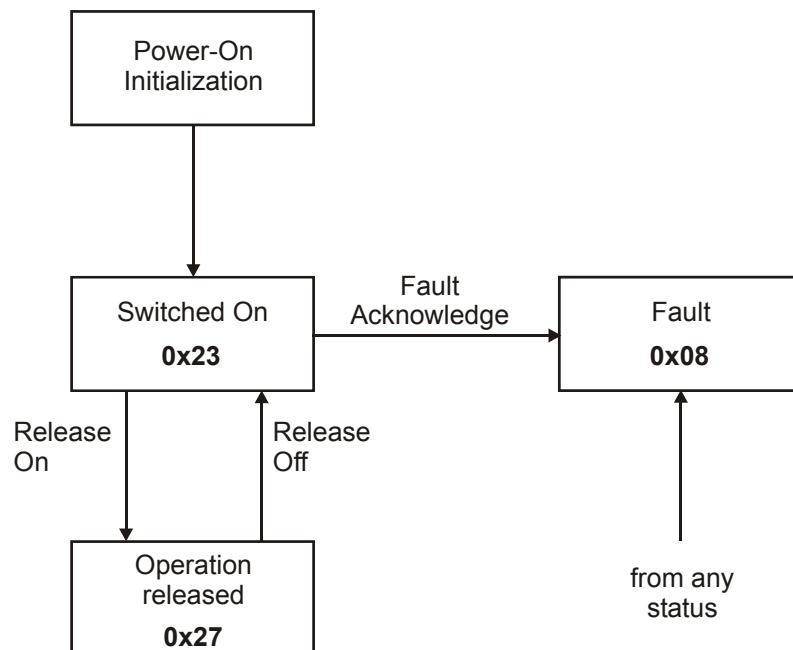 Power-On
Initialization
Switched On
0x23
Fault
Acknowledge
Fault
0x08
Release
On
Release
Off
Operation
released
0x27
from any
status